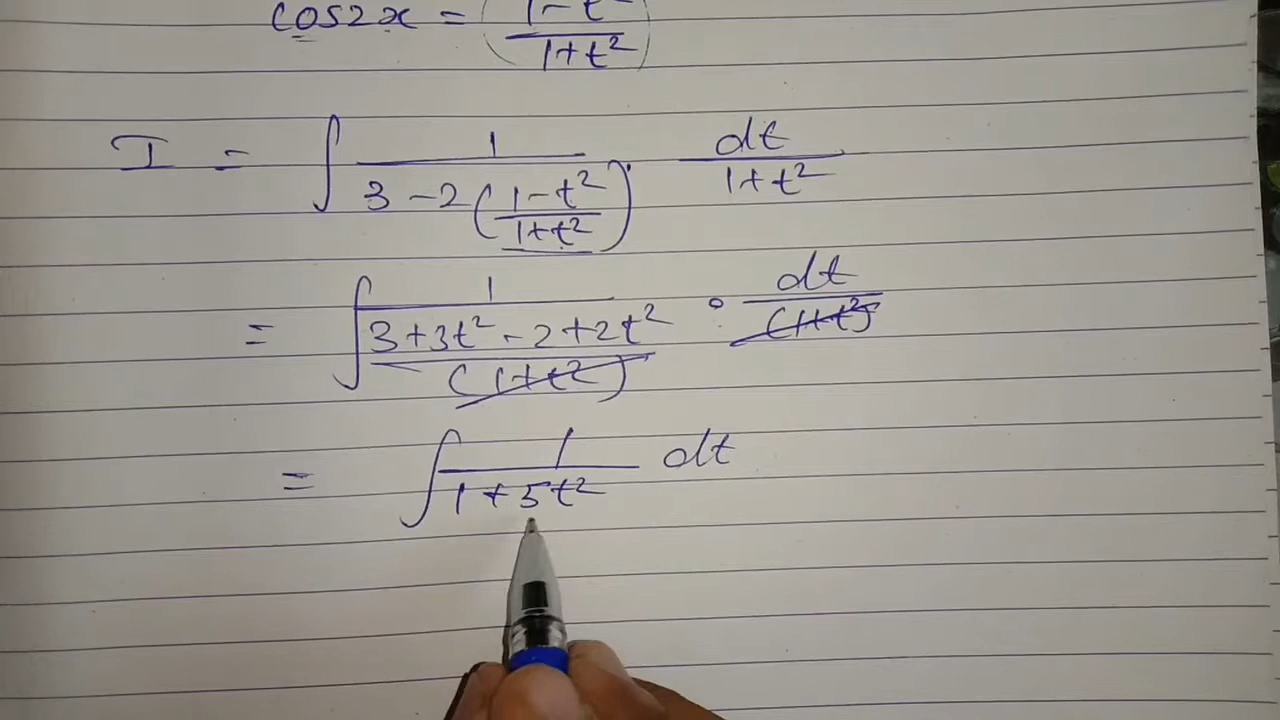 cos2x = (1-t²/1+t²)
I = ∫ 1/3-2(1-t²/1+t²) · dt/1+t²
= ∫ 1/3+3t²-2+2t²/(1+t²) · dt/(1+t²)
= ∫ 1/1+5t² dt